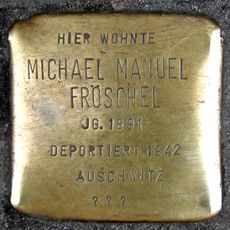 HIER WOHNTE
MICHAEL MANUEL
FRÖSCHEL
JG. 1891
DEPORTIERT 1942
AUSCHWITZ
? ? ?